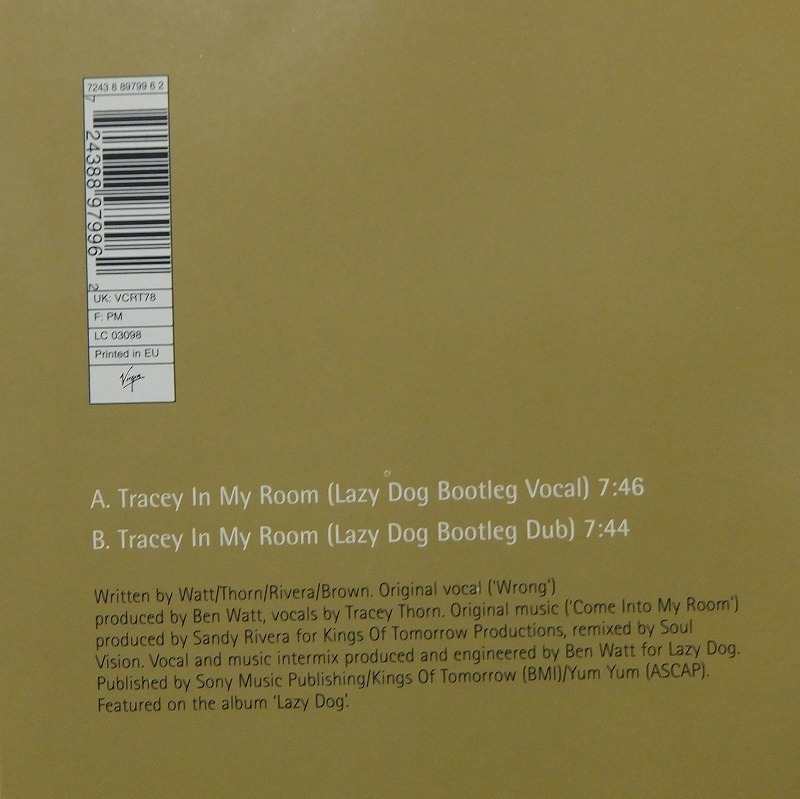 7243 8 89799 6 2
7 24388 97996 2
UK: VCRT78
F: PM
LC 03098
Printed in EU
Virgin
A. Tracey In My Room (Lazy Dog Bootleg Vocal) 7:46
B. Tracey In My Room (Lazy Dog Bootleg Dub) 7:44
Written by Watt/Thorn/Rivera/Brown. Original vocal ('Wrong')
produced by Ben Watt, vocals by Tracey Thorn. Original music ('Come Into My Room')
produced by Sandy Rivera for Kings Of Tomorrow Productions, remixed by Soul
Vision. Vocal and music intermix produced and engineered by Ben Watt for Lazy Dog.
Published by Sony Music Publishing/Kings Of Tomorrow (BMI)/Yum Yum (ASCAP).
Featured on the album 'Lazy Dog'.